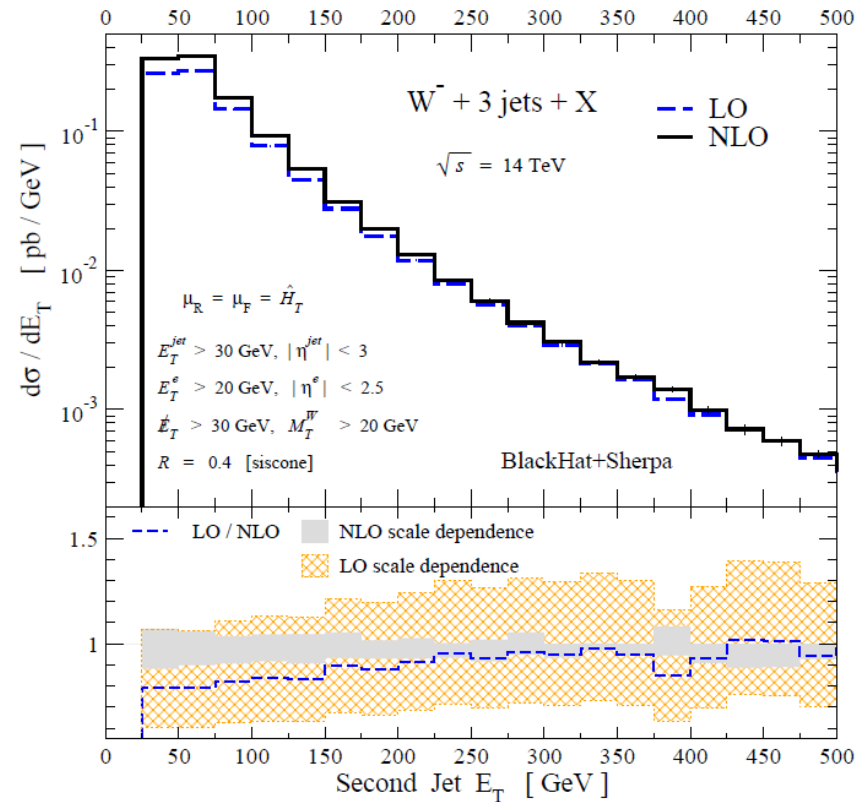 0 50 100 150 200 250 300 350 400 450 500
W⁻ + 3 jets + X
LO
NLO
√s = 14 TeV
10⁻¹
10⁻²
10⁻³
dσ / dE_T [ pb / GeV ]
μ_R = μ_F = Ĥ_T
E_T^jet > 30 GeV, | η^jet | < 3
E_T^e > 20 GeV, | η^e | < 2.5
E̸_T > 30 GeV, M_T^W > 20 GeV
R = 0.4 [siscone]
BlackHat+Sherpa
LO / NLO
NLO scale dependence
LO scale dependence
1.5
1
0 50 100 150 200 250 300 350 400 450 500
Second Jet E_T [ GeV ]